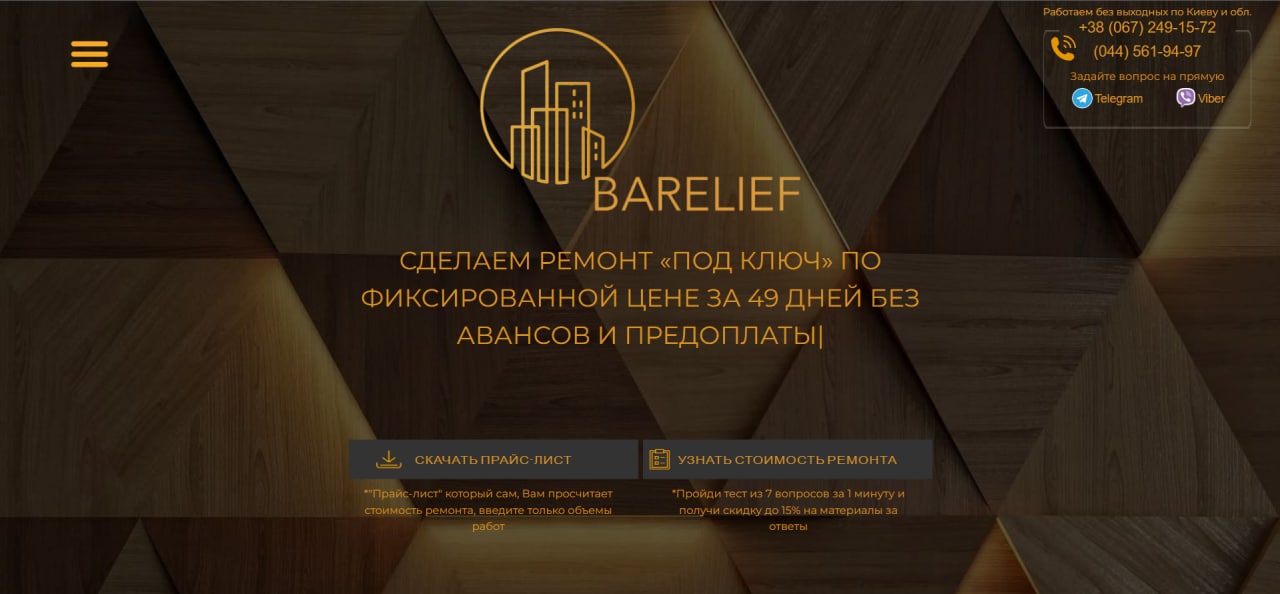 Работаем без выходных по Киеву и обл.
+38 (067) 249-15-72
(044) 561-94-97
Задайте вопрос на прямую
Telegram Viber
BARELIEF
СДЕЛАЕМ РЕМОНТ «ПОД КЛЮЧ» ПО
ФИКСИРОВАННОЙ ЦЕНЕ ЗА 49 ДНЕЙ БЕЗ
АВАНСОВ И ПРЕДОПЛАТЫ|
СКАЧАТЬ ПРАЙС-ЛИСТ
*"Прайс-лист" который сам, Вам просчитает
стоимость ремонта, введите только объемы
работ
УЗНАТЬ СТОИМОСТЬ РЕМОНТА
*Пройди тест из 7 вопросов за 1 минуту и
получи скидку до 15% на материалы за
ответы